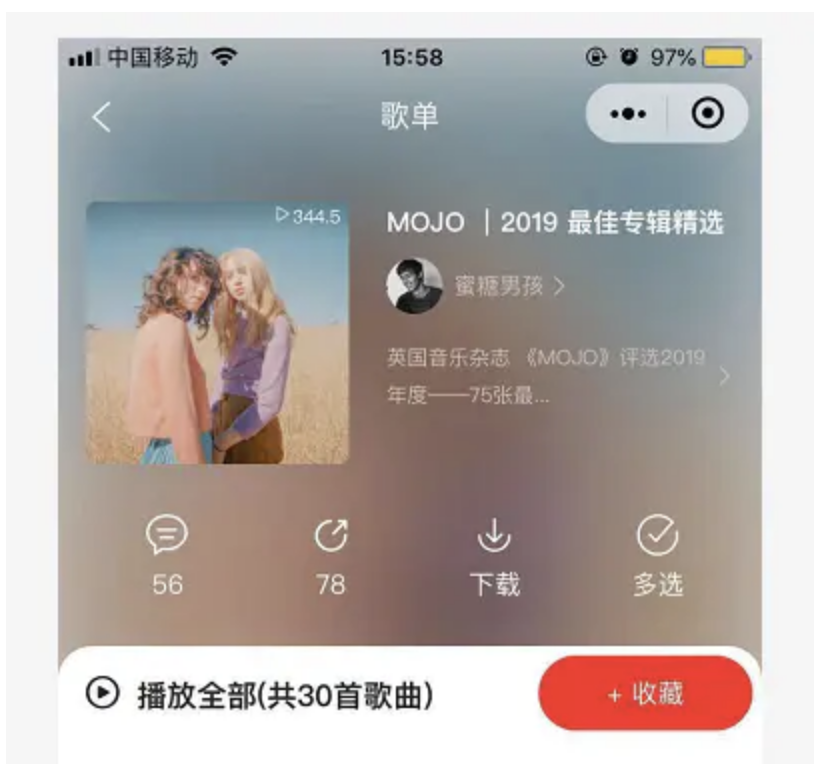 中国移动
15:58
97%
歌单
344.5
MOJO ｜2019 最佳专辑精选
蜜糖男孩
英国音乐杂志 《MOJO》评选2019
年度——75张最...
56
78
下载
多选
播放全部(共30首歌曲)
+ 收藏